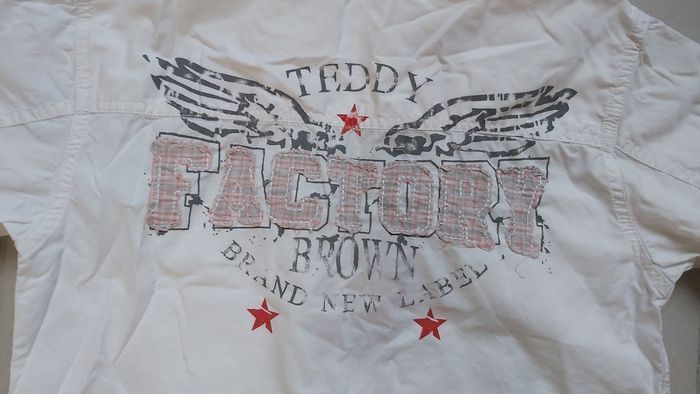 TEDDY
FACTORY
BROWN
BRAND NEW LABEL